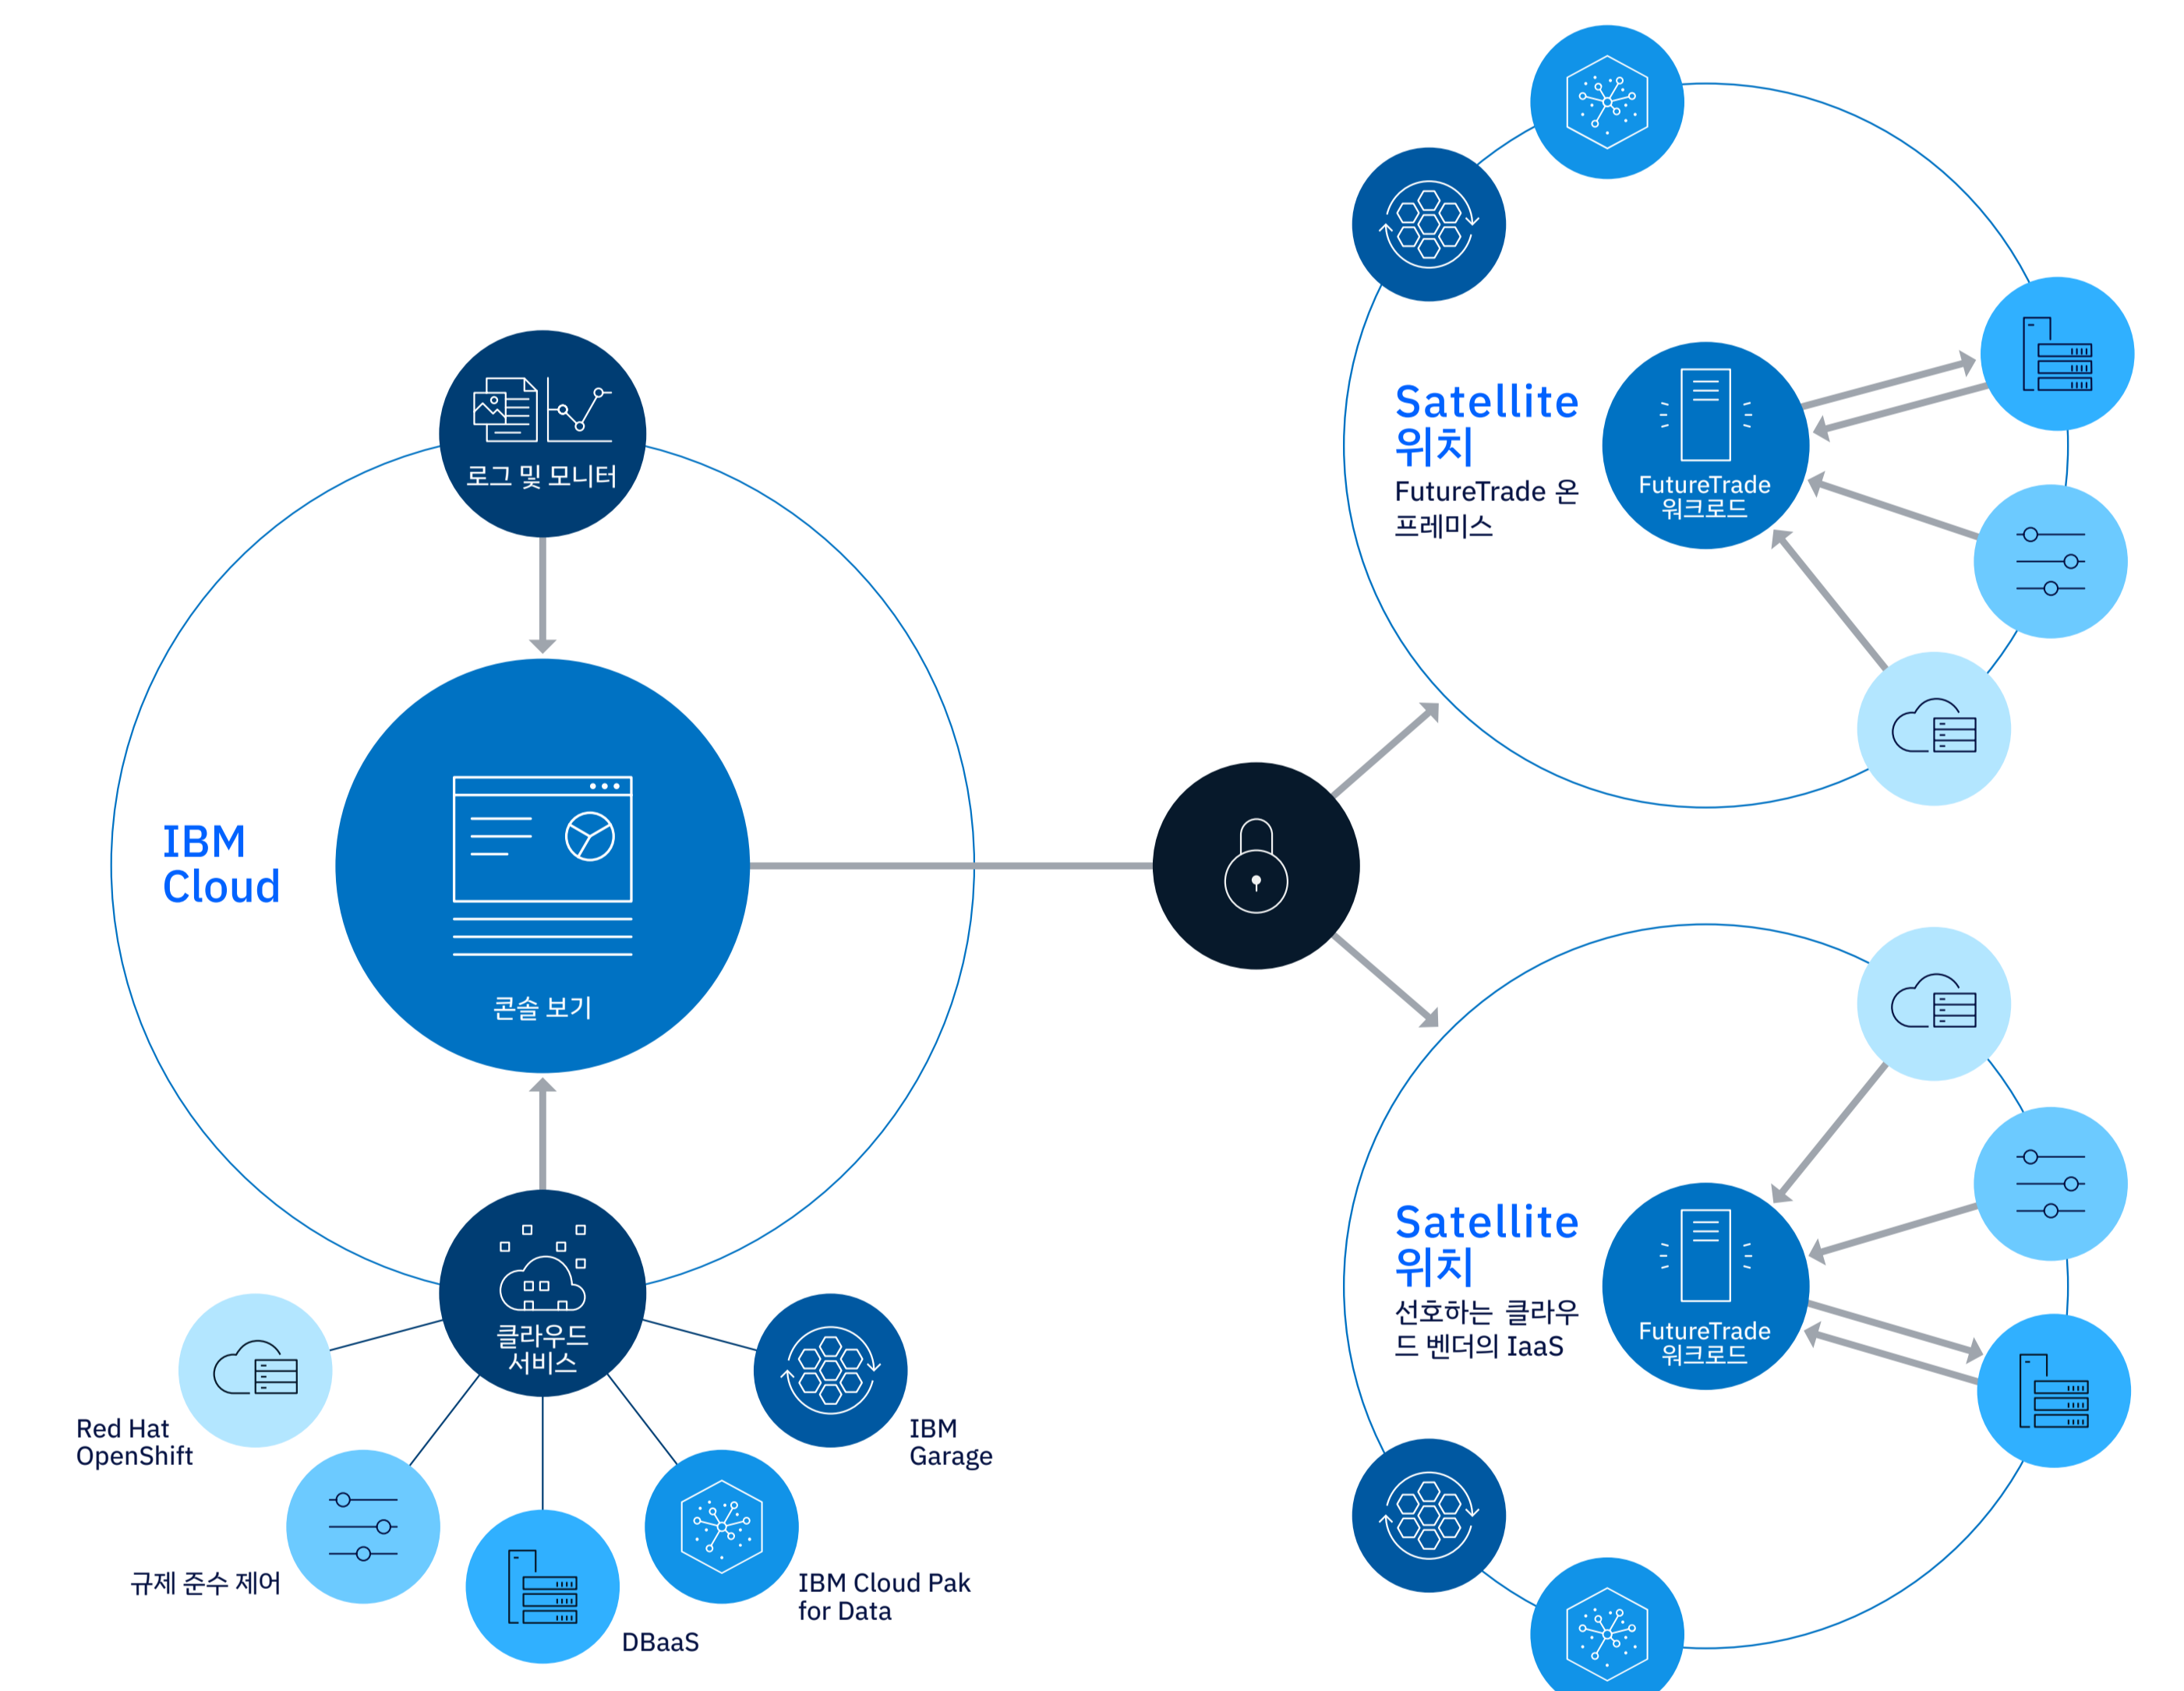 로그 및 모니터
IBM
Cloud
콘솔 보기
클라우드
서비스
Red Hat
OpenShift
규제 준수 제어
DBaaS
IBM Cloud Pak
for Data
IBM
Garage
Satellite
위치
FutureTrade 온
프레미스
FutureTrade
워크로드
Satellite
위치
선호하는 클라우
드 벤더의 IaaS
FutureTrade
워크로드